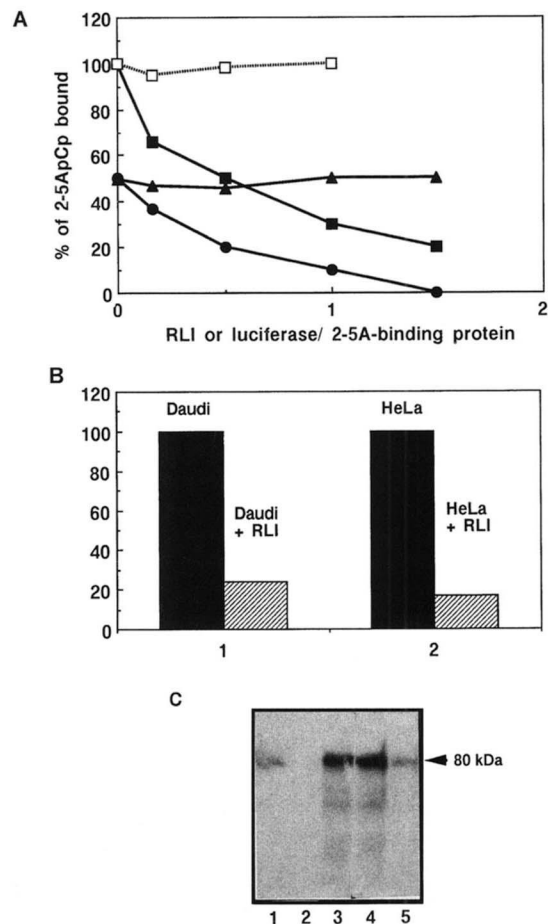 A
% of 2-5ApCp bound
120
100
80
60
40
20
0
0 1 2
RLI or luciferase/ 2-5A-binding protein
B
120
100
80
60
40
20
0
Daudi
Daudi
+ RLI
HeLa
HeLa
+ RLI
1 2
C
80 kDa
1 2 3 4 5